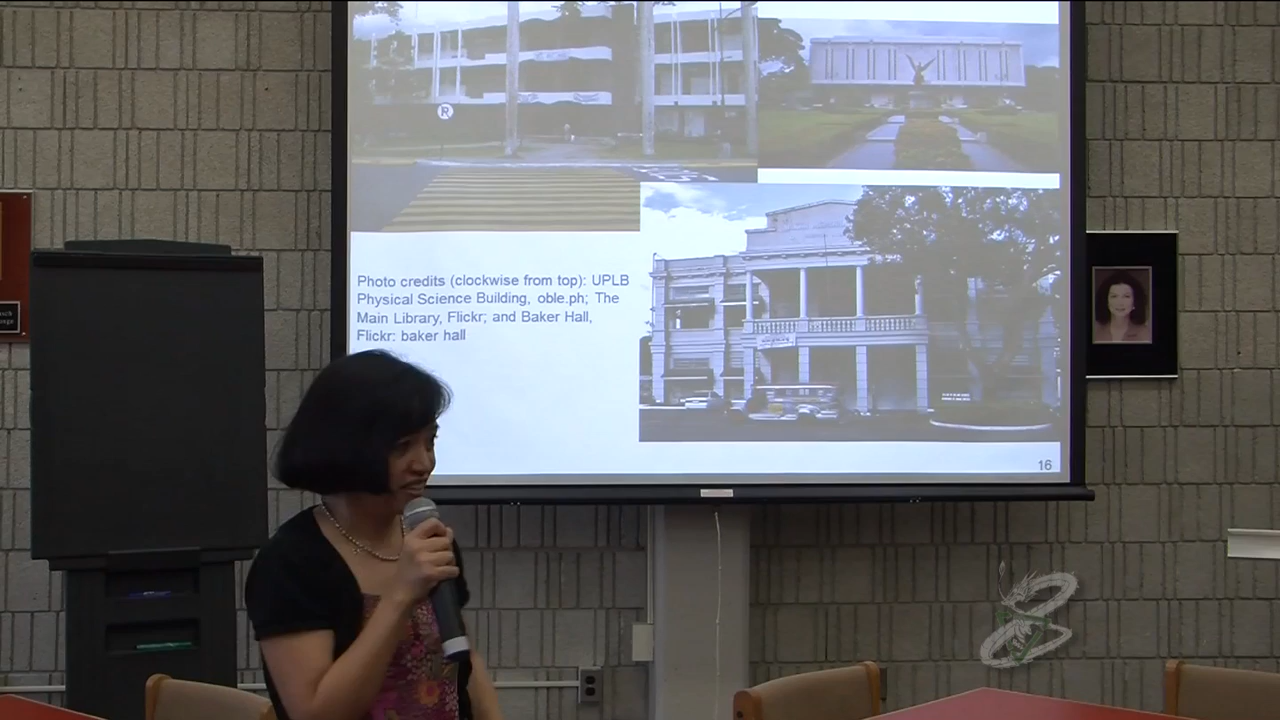 R
Photo credits (clockwise from top): UPLB
Physical Science Building, oble.ph; The
Main Library, Flickr; and Baker Hall,
Flickr: baker hall
16